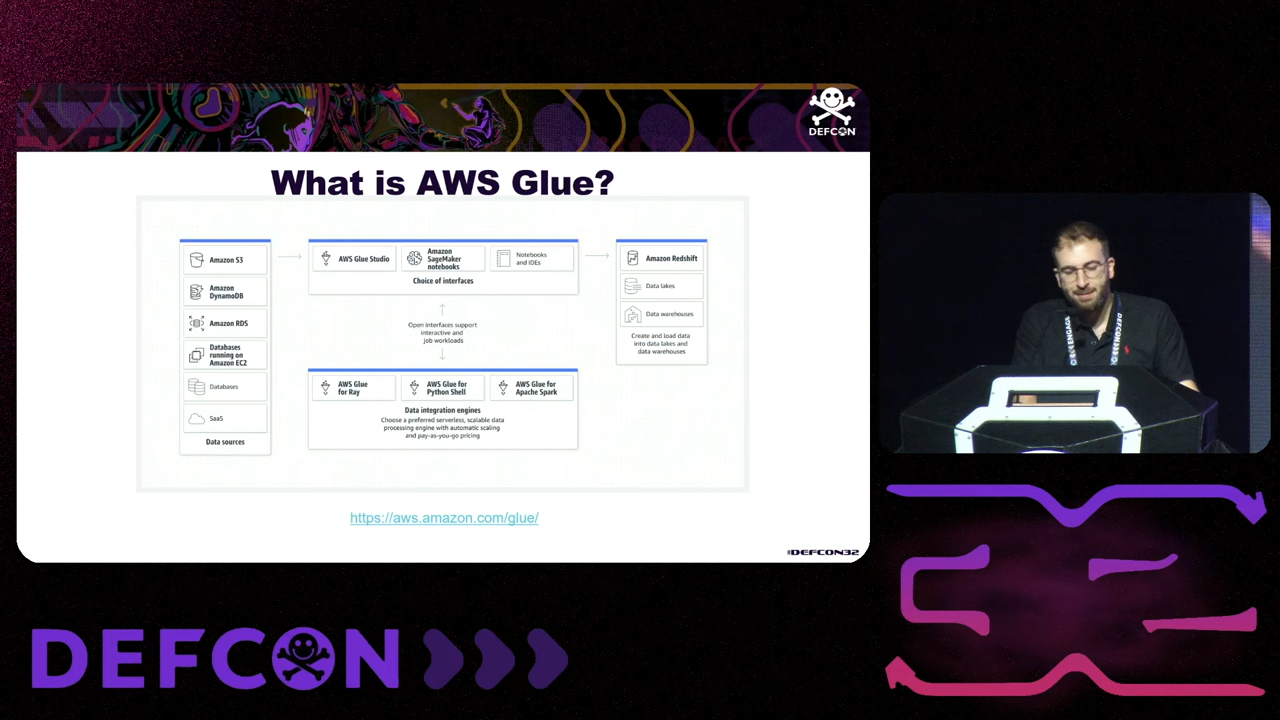 DEFCON
What is AWS Glue?
Amazon S3
Amazon
DynamoDB
Amazon RDS
Databases
running on
Amazon EC2
Databases
SaaS
Data sources
AWS Glue Studio
Amazon
SageMaker
notebooks
Notebooks
and IDEs
Choice of interfaces
Open interfaces support
interactive and
job workloads
AWS Glue
for Ray
AWS Glue for
Python Shell
AWS Glue for
Apache Spark
Data integration engines
Choose a preferred serverless, scalable data
processing engine with automatic scaling
and pay-as-you-go pricing
Amazon Redshift
Data lakes
Data warehouses
Create and load data
into data lakes and
data warehouses
https://aws.amazon.com/glue/
#DEFCON32
ENGAGE
DEFCON
DEFCON